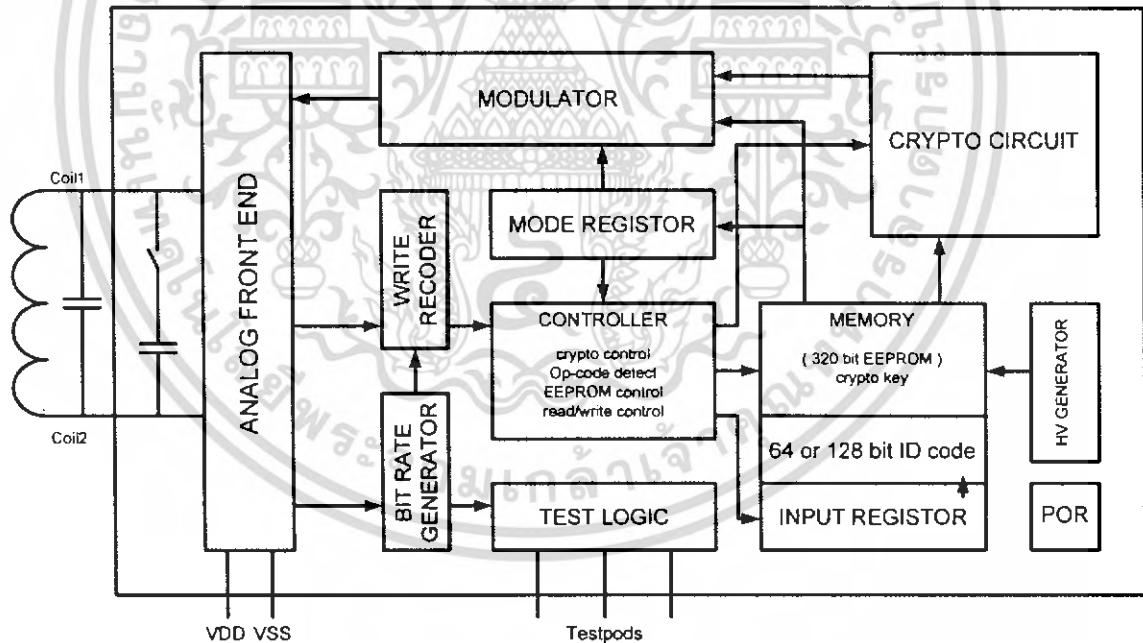 MODULATOR
CRYPTO CIRCUIT
Coil1
ANALOG FRONT END
WRITE
RECODER
MODE REGISTOR
CONTROLLER
crypto control
Op-code detect
EEPROM control
read/write control
MEMORY
( 320 bit EEPROM )
crypto key
HV GENERATOR
Coil2
BIT RATE
GENERATOR
64 or 128 bit ID code
TEST LOGIC
INPUT REGISTOR
POR
VDD VSS
Testpods